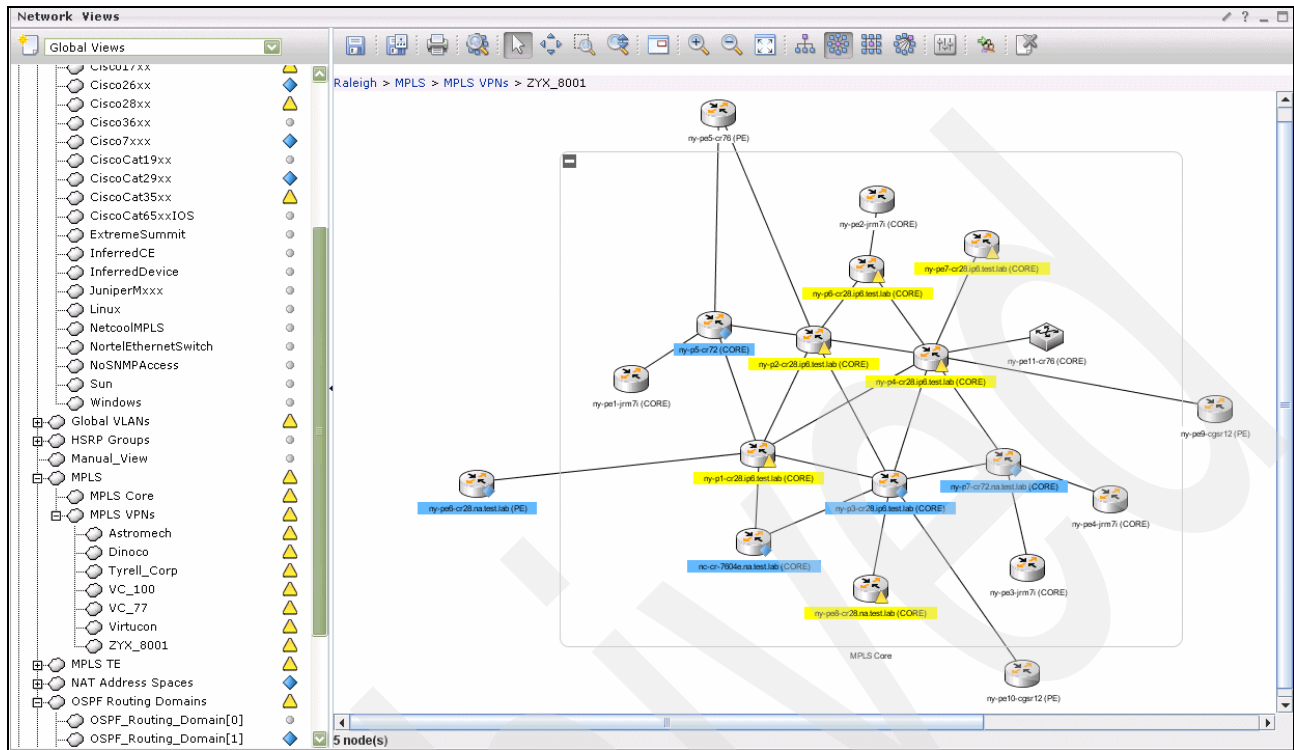 Network Views
? _
Global Views
Cisco17xx
Cisco26xx
Cisco28xx
Cisco36xx
Cisco7xxx
CiscoCat19xx
CiscoCat29xx
CiscoCat35xx
CiscoCat65xxIOS
ExtremeSummit
InferredCE
InferredDevice
JuniperMxxx
Linux
NetcoolMPLS
NortelEthernetSwitch
NoSNMPAccess
Sun
Windows
Global VLANs
HSRP Groups
Manual_View
MPLS
MPLS Core
MPLS VPNs
Astromech
Dinoco
Tyrell_Corp
VC_100
VC_77
Virtucon
ZYX_8001
MPLS TE
NAT Address Spaces
OSPF Routing Domains
OSPF_Routing_Domain[0]
OSPF_Routing_Domain[1]
Raleigh > MPLS > MPLS VPNs > ZYX_8001
ny-pe5-cr76 (PE)
ny-pe2-jrm7i (CORE)
ny-pe7-cr28.ip6.test.lab (CORE)
ny-p6-cr28.ip6.test.lab (CORE)
ny-p5-cr72 (CORE)
ny-p2-cr28.ip6.test.lab (CORE)
ny-pe11-cr76 (CORE)
ny-p4-cr28.ip6.test.lab (CORE)
ny-pe1-jrm7i (CORE)
ny-pe9-cgsr12 (PE)
ny-p1-cr28.ip6.test.lab (CORE)
ny-p7-cr72.na.test.lab (CORE)
ny-pe6-cr28.na.test.lab (PE)
ny-p3-cr28.ip6.test.lab (CORE)
ny-pe4-jrm7i (CORE)
nc-cr-7604e.na.test.lab (CORE)
ny-pe3-jrm7i (CORE)
ny-pe8-cr28.na.test.lab (CORE)
MPLS Core
ny-pe10-cgsr12 (PE)
5 node(s)